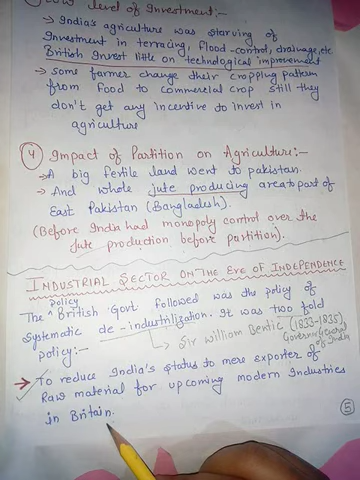 Low level of Investment:-
→ India's agriculture was starving of
Investment in terracing, Flood-control, drainage, etc
British Invest little on technological improvement
→ Some farmer change their cropping pattern
from Food to commercial crop still they
don't get any incentive to invest in
agriculture
④ Impact of Partition on Agriculture:-
→ A big fertile land went to pakistan.
→ And whole jute producing area to part of
East Pakistan (Bangladesh).
(Before India had monopoly control over the
Jute production before partition).
INDUSTRIAL SECTOR ON THE EVE OF INDEPENDENCE
The policy British Govt followed was the policy of
Systematic de-industrilization. It was two fold
policy:-
→ Sir William Bentic (1833-1835)
Governor General of India
→ To reduce India's status to mere exporter of
Raw material for upcoming modern Industries
in Britain.
⑤